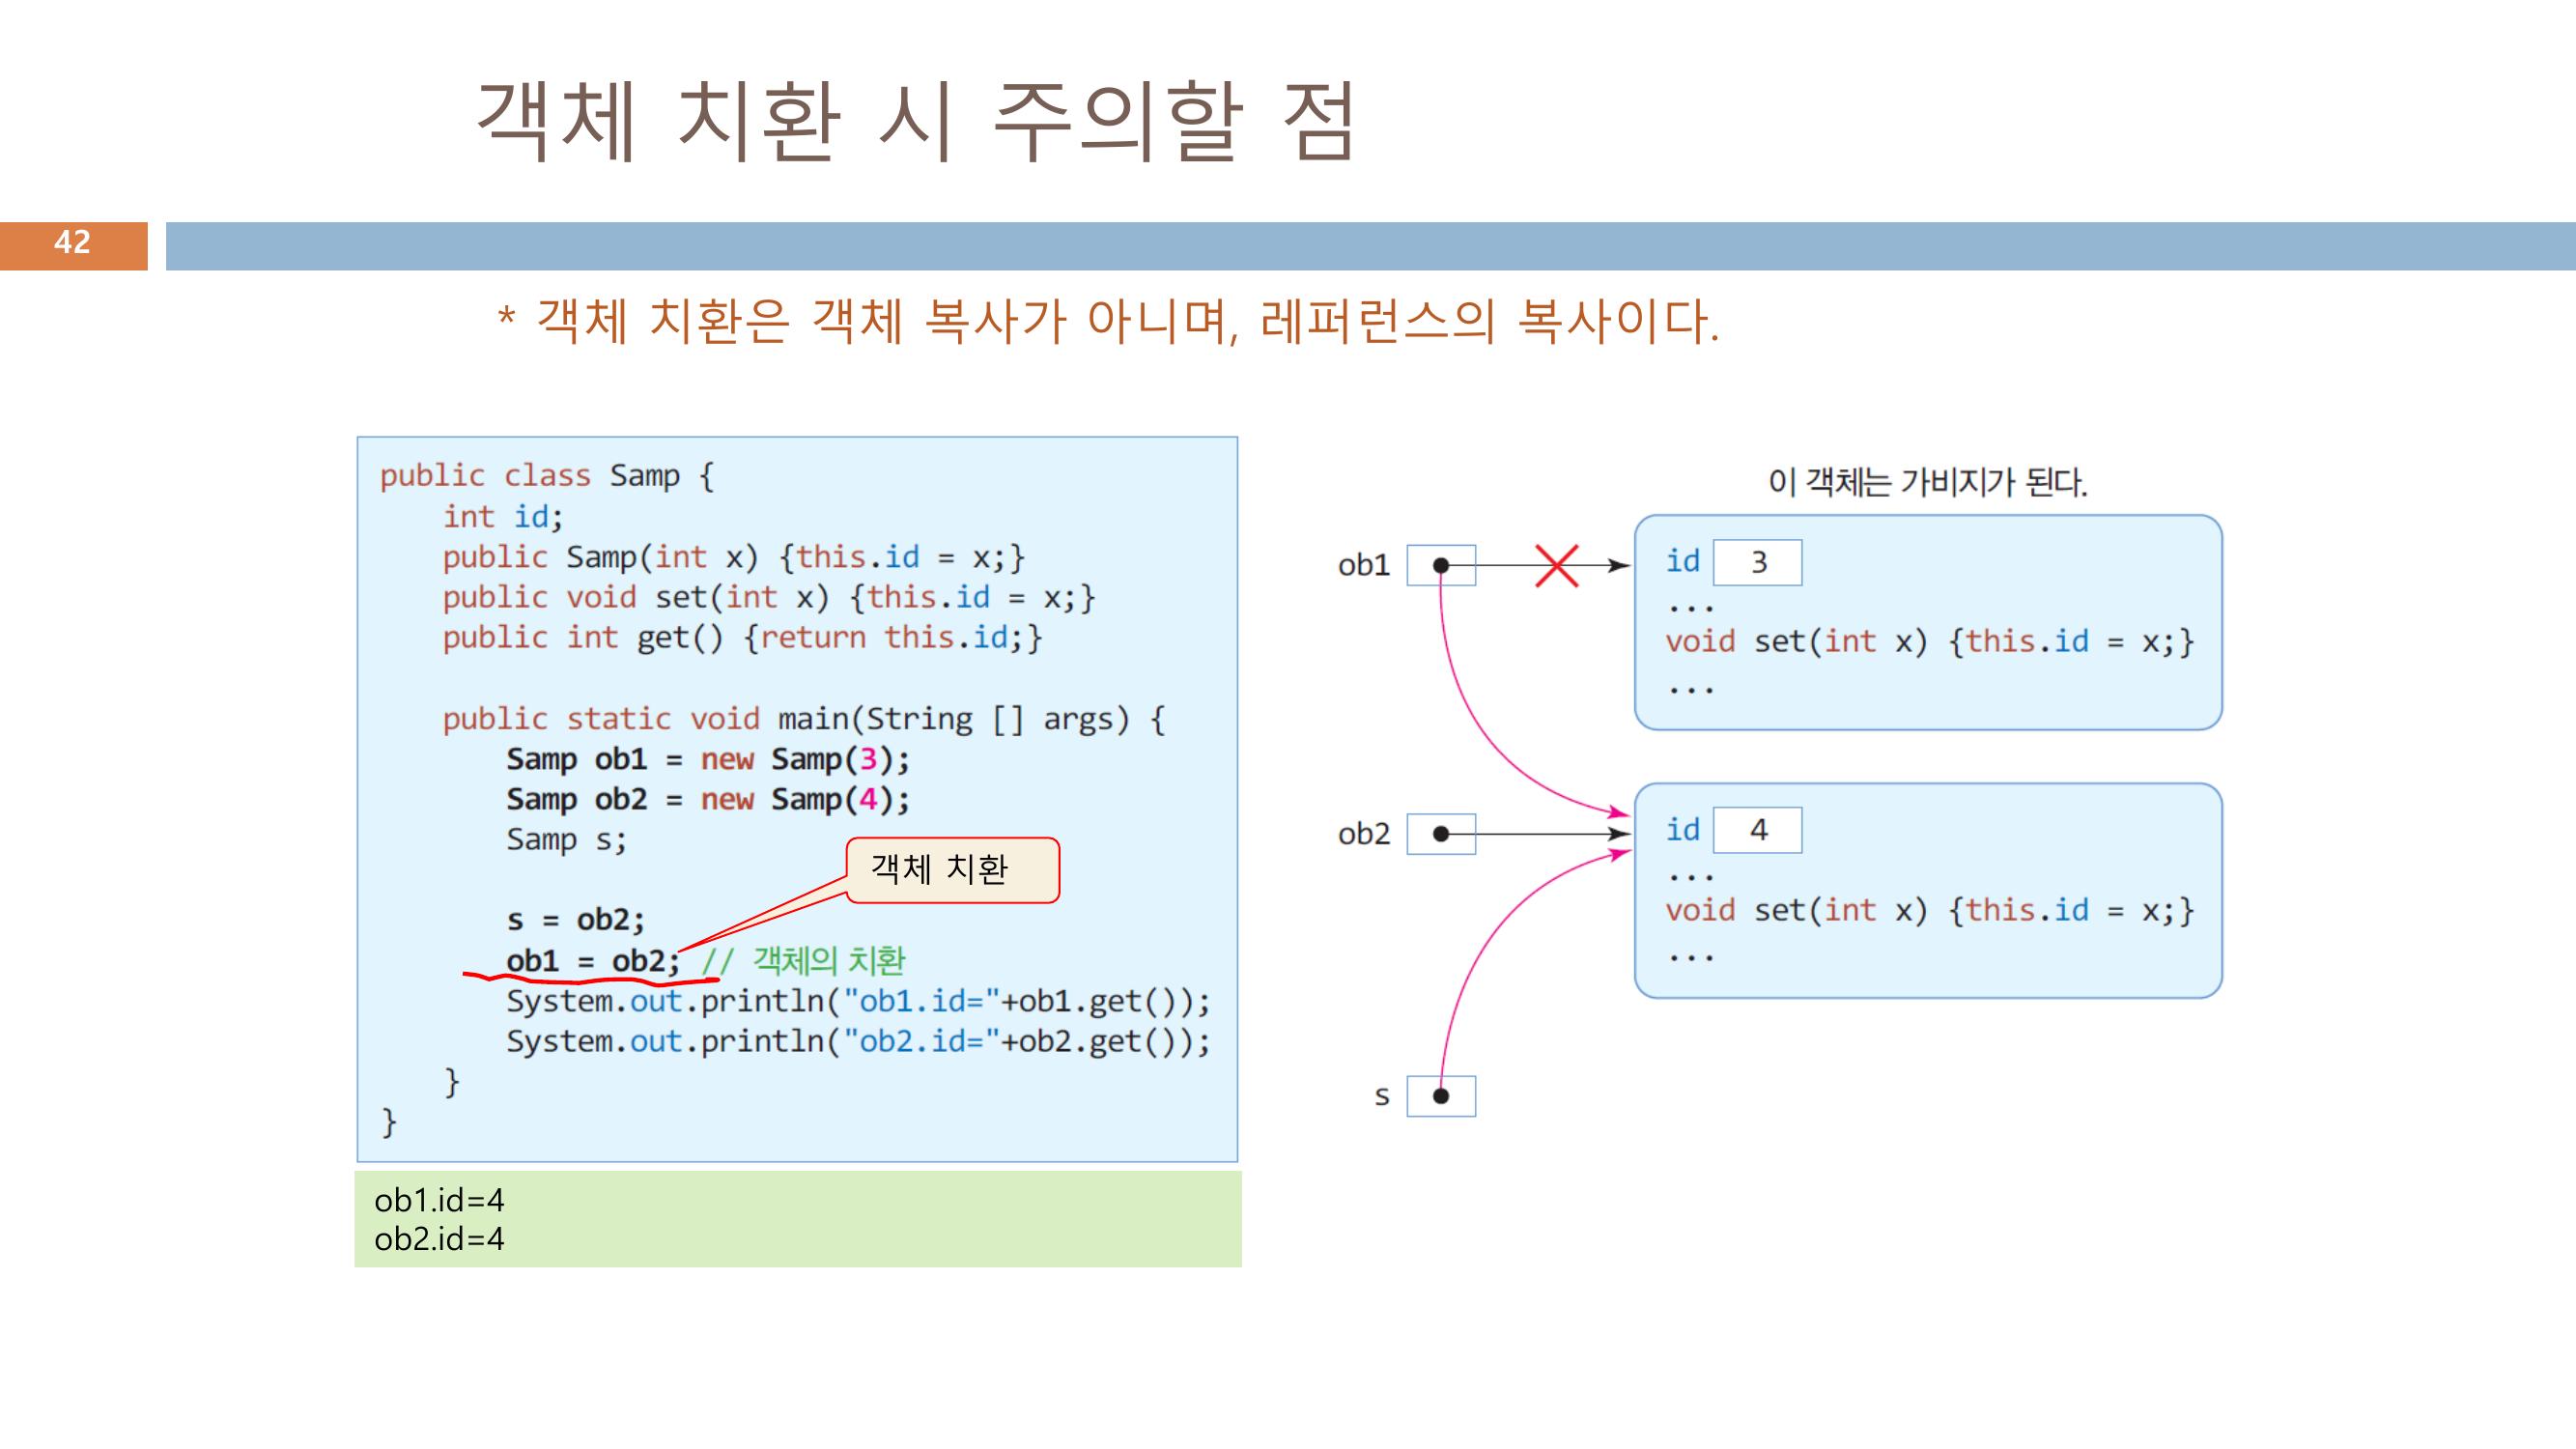 객체 치환 시 주의할 점
42
* 객체 치환은 객체 복사가 아니며, 레퍼런스의 복사이다.
public class Samp {
int id;
public Samp(int x) {this.id = x;}
public void set(int x) {this.id = x;}
public int get() {return this.id;}
public static void main(String [] args) {
Samp ob1 = new Samp(3);
Samp ob2 = new Samp(4);
Samp s;
객체 치환
s = ob2;
ob1 = ob2; // 객체의 치환
System.out.println("ob1.id="+ob1.get());
System.out.println("ob2.id="+ob2.get());
}
}
ob1.id=4
ob2.id=4
이 객체는 가비지가 된다.
ob1
id 3
...
void set(int x) {this.id = x;}
...
ob2
id 4
...
void set(int x) {this.id = x;}
...
s